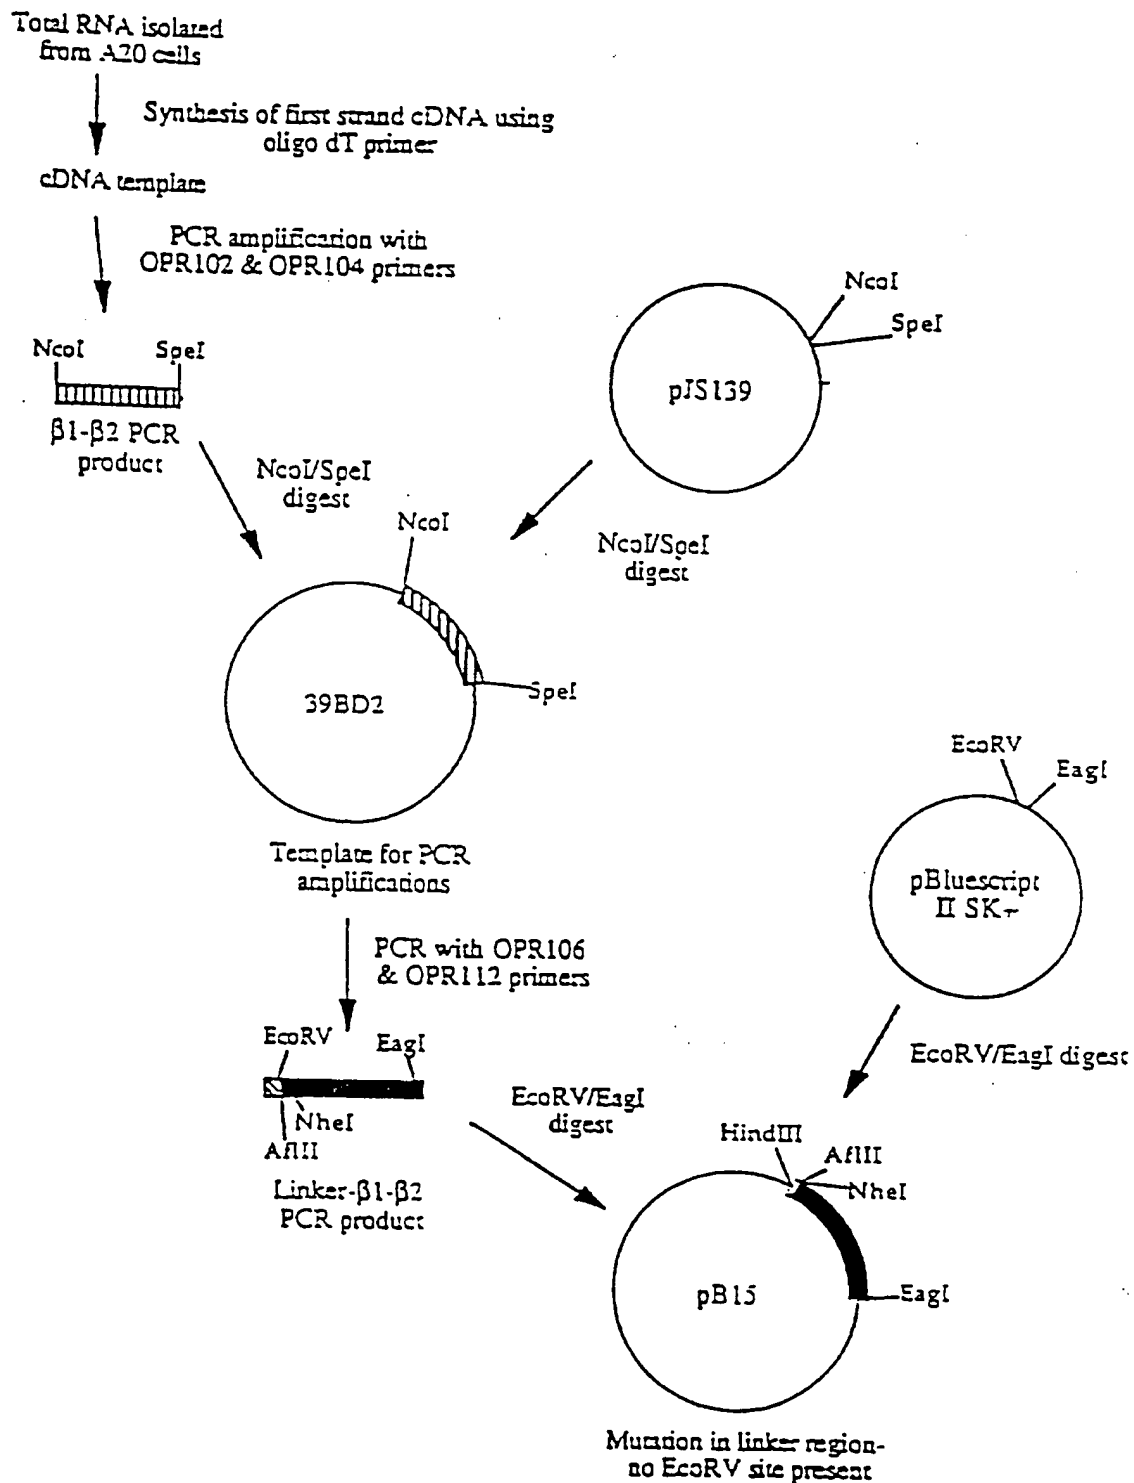 Total RNA isolated
from A20 cells
Synthesis of first strand cDNA using
oligo dT primer
cDNA template
PCR amplification with
OPR102 & OPR104 primers
NcoI
SpeI
β1-β2 PCR
product
NcoI
SpeI
pJS139
NcoI/SpeI
digest
NcoI/SpeI
digest
NcoI
SpeI
39BD2
Template for PCR
amplifications
EcoRV
EagI
pBluescript
II SK+
PCR with OPR106
& OPR112 primers
EcoRV
EagI
NheI
AflII
Linker-β1-β2
PCR product
EcoRV/EagI
digest
EcoRV/EagI digest
HindIII
AflII
NheI
EagI
pB15
Mutation in linker region-
no EcoRV site present